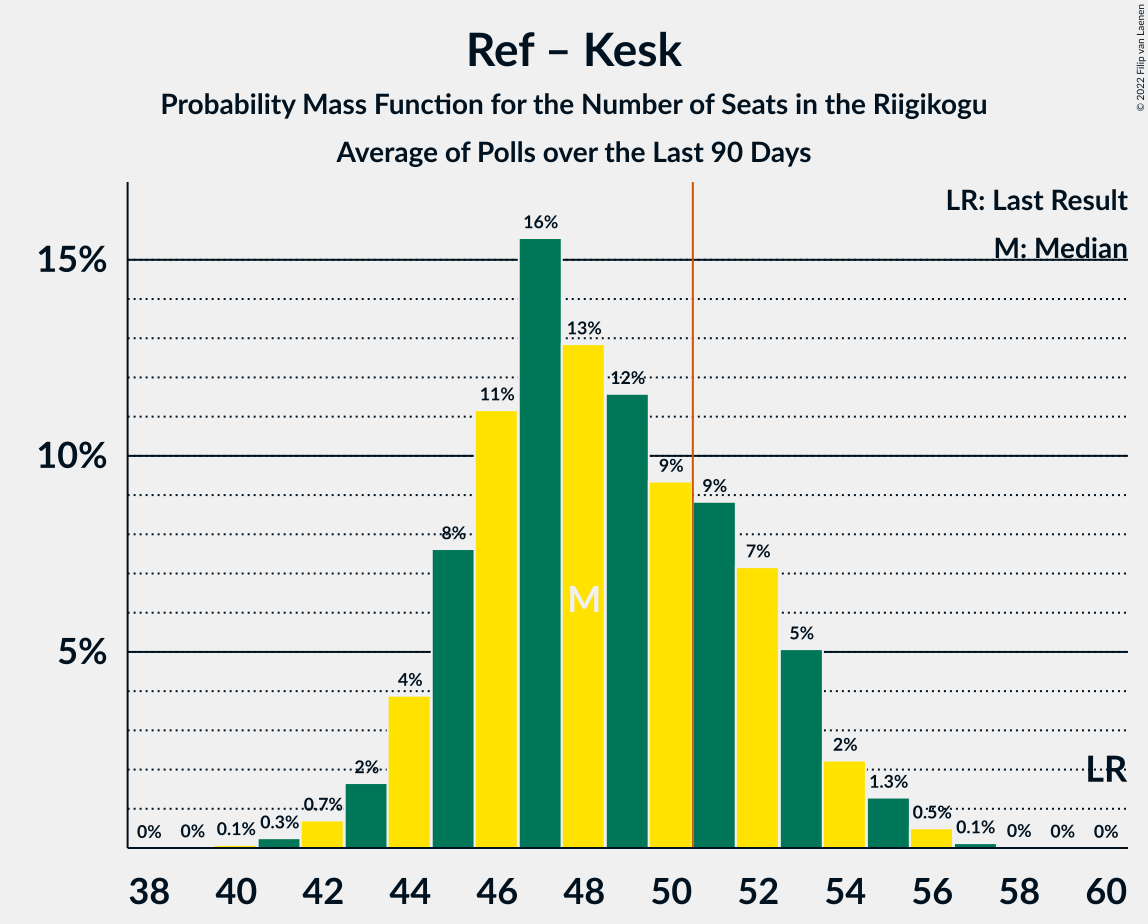 Ref – Kesk
Probability Mass Function for the Number of Seats in the Riigikogu
Average of Polls over the Last 90 Days
© 2022 Filip van Laenen
LR: Last Result
M: Median
15%
10%
5%
0% 0% 0.1% 0.3% 0.7% 2% 4% 8% 11% 16% 13% 12% 9% 9% 7% 5% 2% 1.3% 0.5% 0.1% 0% 0% 0%
M
LR
38 40 42 44 46 48 50 52 54 56 58 60